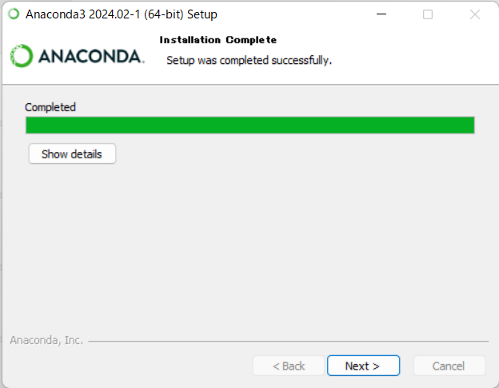 Anaconda3 2024.02-1 (64-bit) Setup
ANACONDA.
Installation Complete
Setup was completed successfully.
Completed
Show details
Anaconda, Inc.
< Back
Next >
Cancel